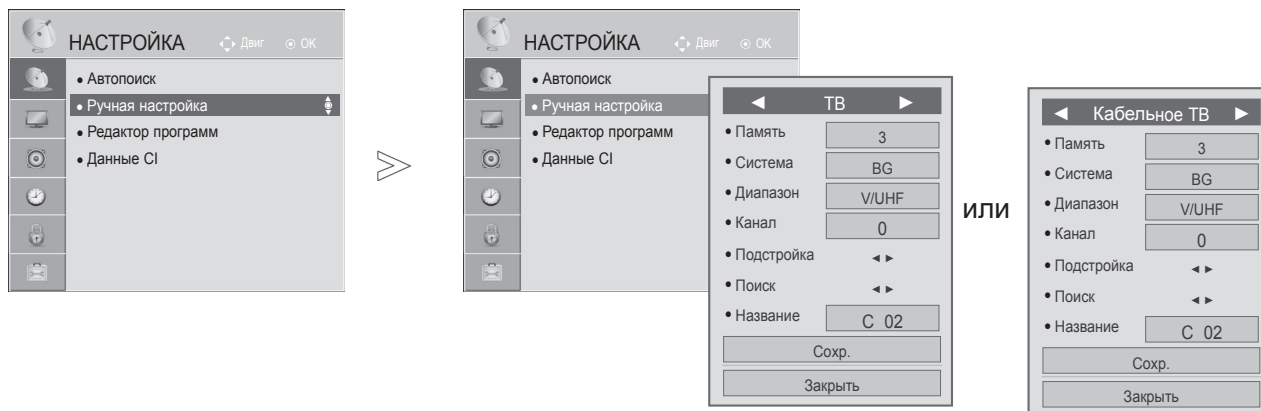 НАСТРОЙКА Двиг ОК
• Автопоиск
• Ручная настройка
• Редактор программ
• Данные CI
НАСТРОЙКА Двиг ОК
• Автопоиск
• Ручная настройка
• Редактор программ
• Данные CI
◄ ТВ ►
• Память 3
• Система BG
• Диапазон V/UHF
• Канал 0
• Подстройка ◄ ►
• Поиск ◄ ►
• Название C 02
Сохр.
Закрыть
или
◄ Кабельное ТВ ►
• Память 3
• Система BG
• Диапазон V/UHF
• Канал 0
• Подстройка ◄ ►
• Поиск ◄ ►
• Название C 02
Сохр.
Закрыть